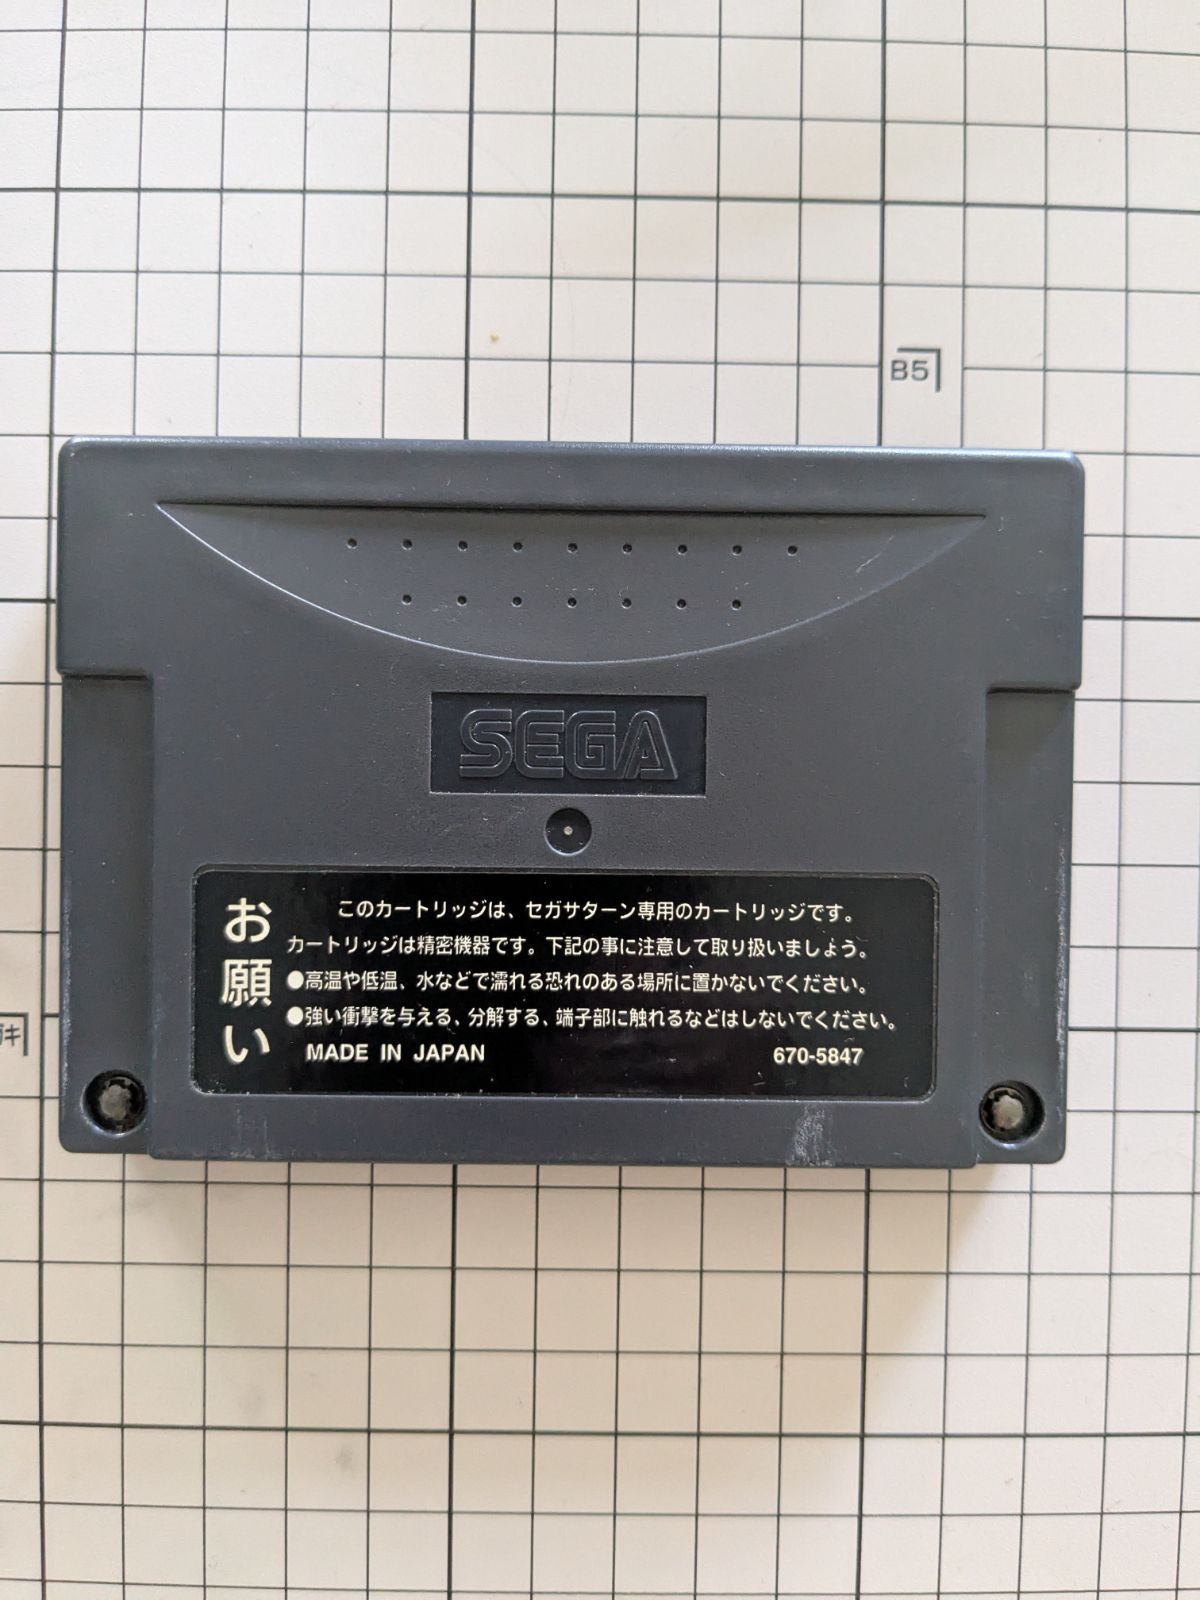 B5
SEGA
お願い
このカートリッジは、セガサターン専用のカートリッジです。
カートリッジは精密機器です。下記の事に注意して取り扱いましょう。
●高温や低温、水などで濡れる恐れのある場所に置かないでください。
●強い衝撃を与える、分解する、端子部に触れるなどはしないでください。
MADE IN JAPAN 670-5847